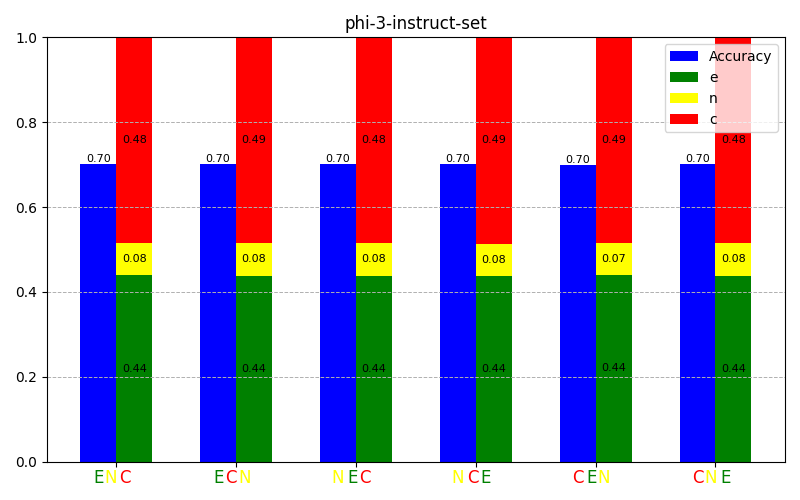 phi-3-instruct-set
1.0
0.8
0.6
0.4
0.2
0.0
Accuracy
e
n
c
0.70 0.70 0.70 0.70 0.70 0.70
0.48 0.49 0.48 0.49 0.49 0.48
0.08 0.08 0.08 0.08 0.07 0.08
0.44 0.44 0.44 0.44 0.44 0.44
ENC ECN NEC NCE CEN CNE